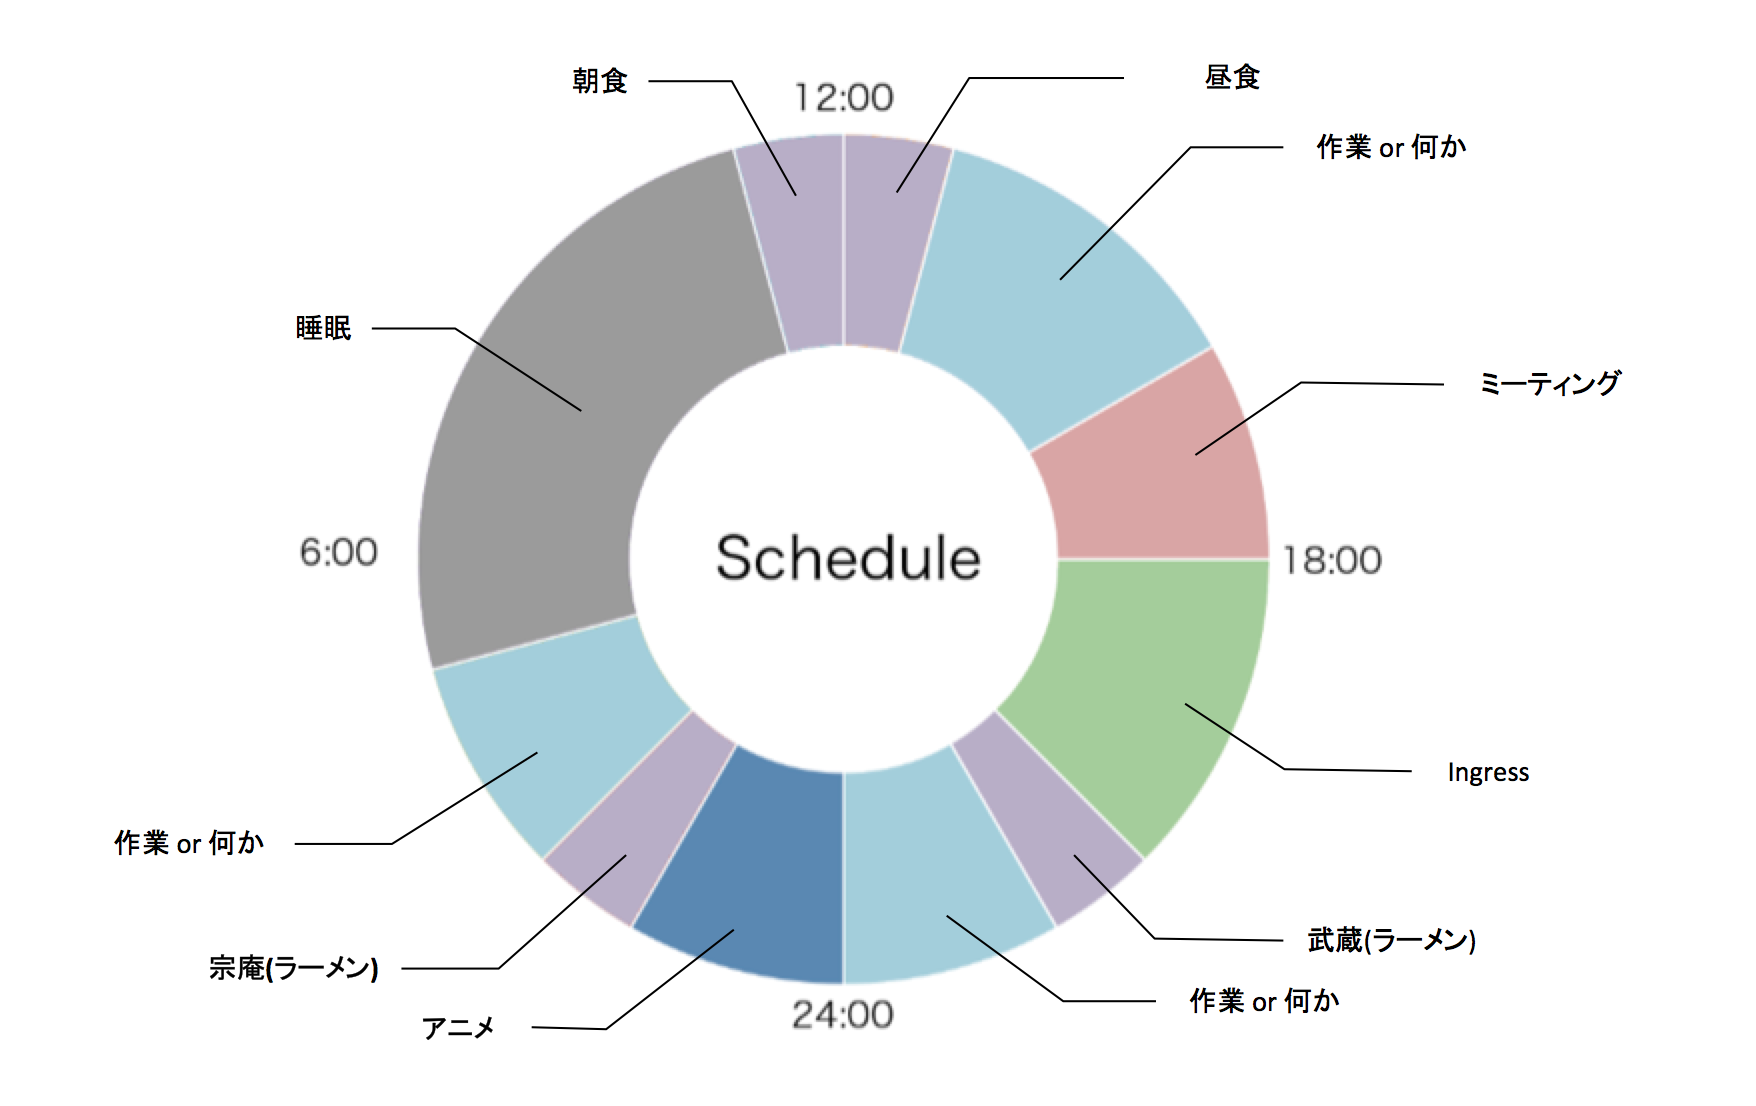 朝食
12:00
昼食
作業 or 何か
睡眠
ミーティング
6:00
Schedule
18:00
Ingress
作業 or 何か
武蔵(ラーメン)
宗庵(ラーメン)
作業 or 何か
アニメ
24:00